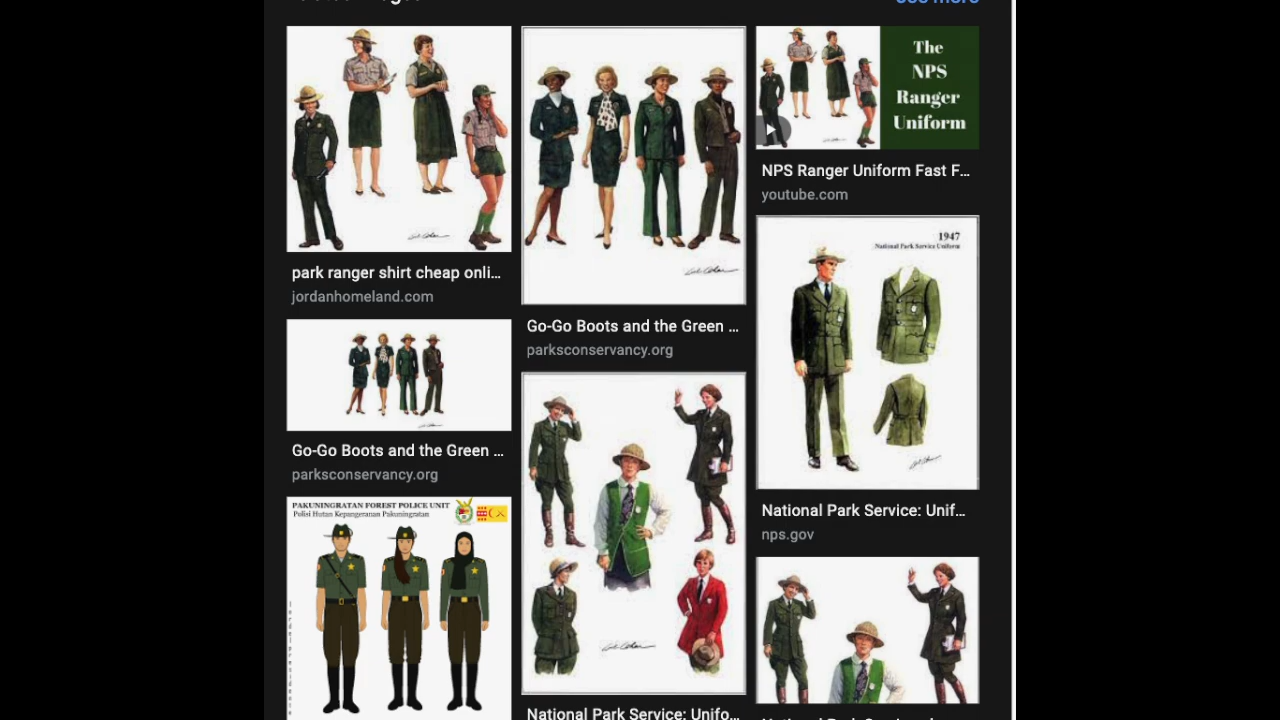 See more
park ranger shirt cheap onli...
jordanhomeland.com
Go-Go Boots and the Green ...
parksconservancy.org
PAKUNINGRATAN FOREST POLICE UNIT
Polisi Hutan Kepangeranan Pakuningratan
Go-Go Boots and the Green ...
parksconservancy.org
National Park Service: Unifo...
The
NPS
Ranger
Uniform
NPS Ranger Uniform Fast F...
youtube.com
1947
National Park Service Uniform
National Park Service: Unif...
nps.gov